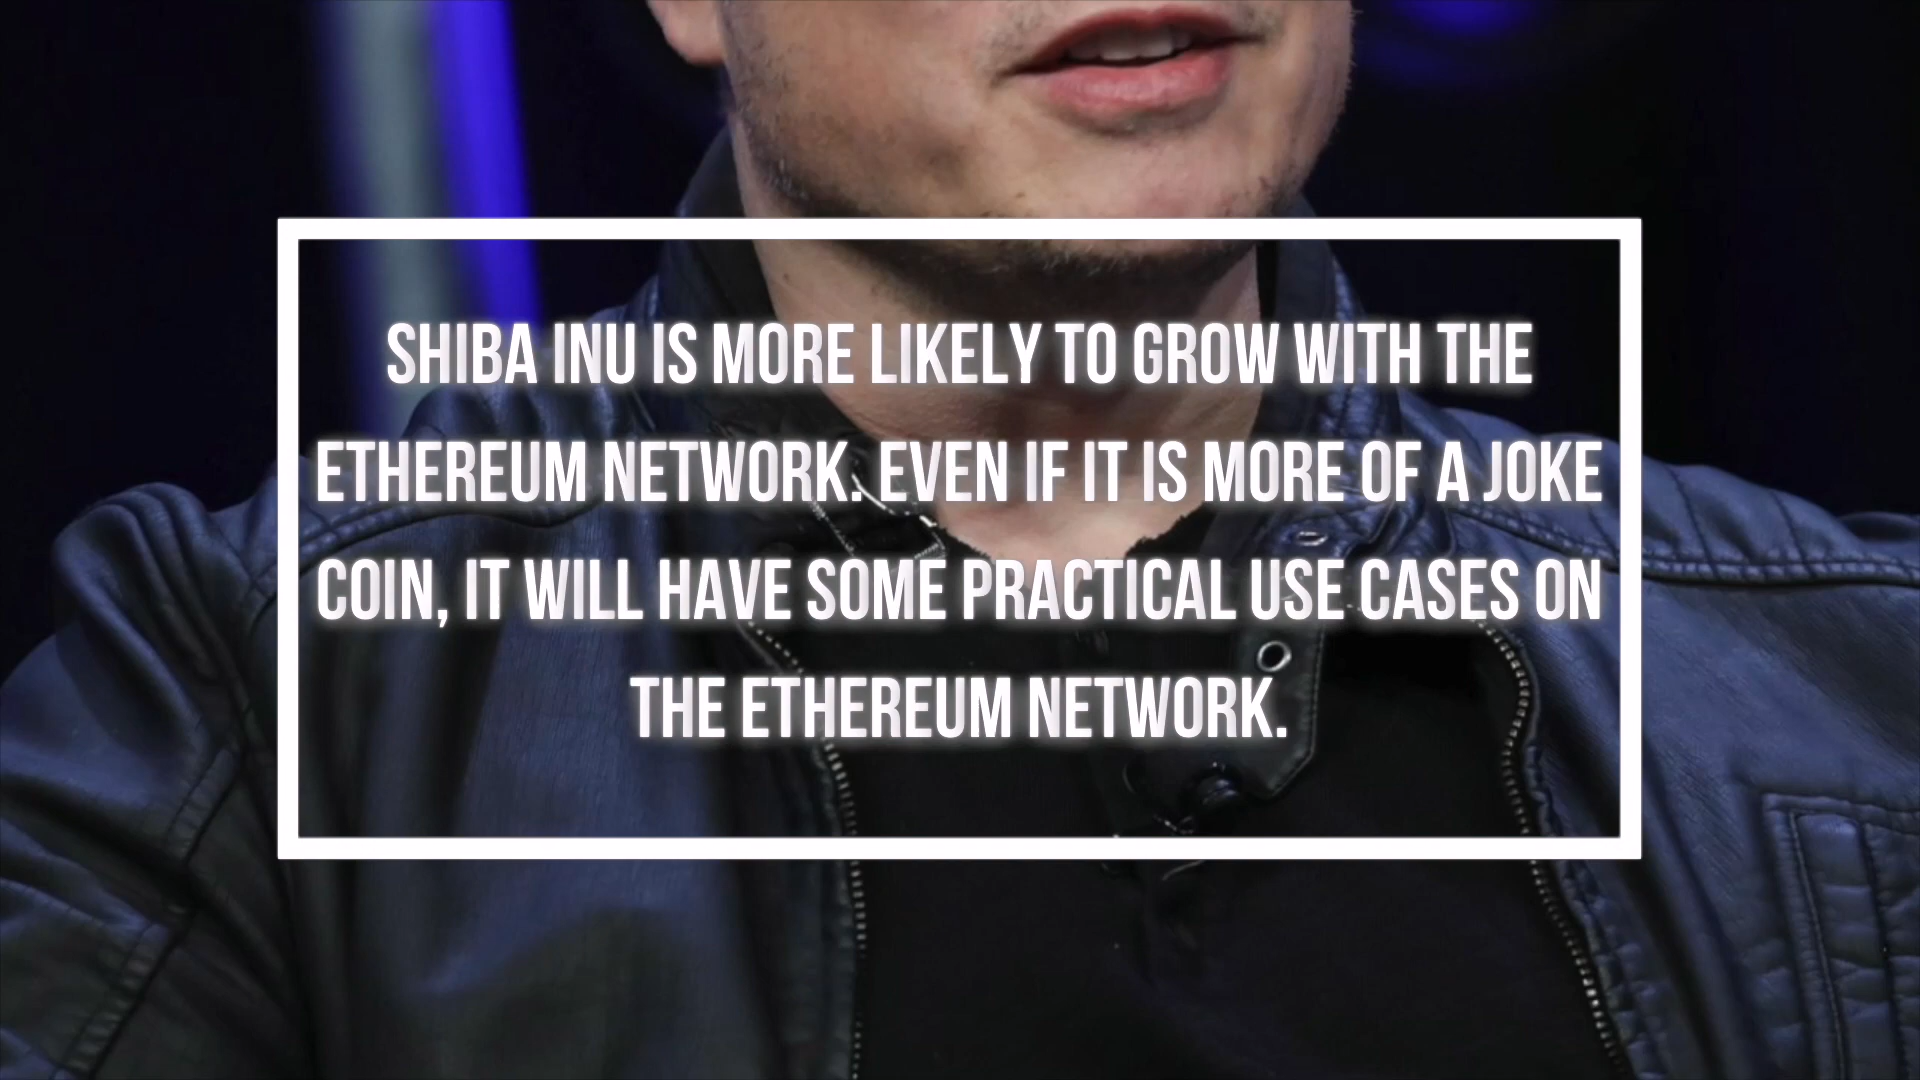 SHIBA INU IS MORE LIKELY TO GROW WITH THE
ETHEREUM NETWORK. EVEN IF IT IS MORE OF A JOKE
COIN, IT WILL HAVE SOME PRACTICAL USE CASES ON
THE ETHEREUM NETWORK.